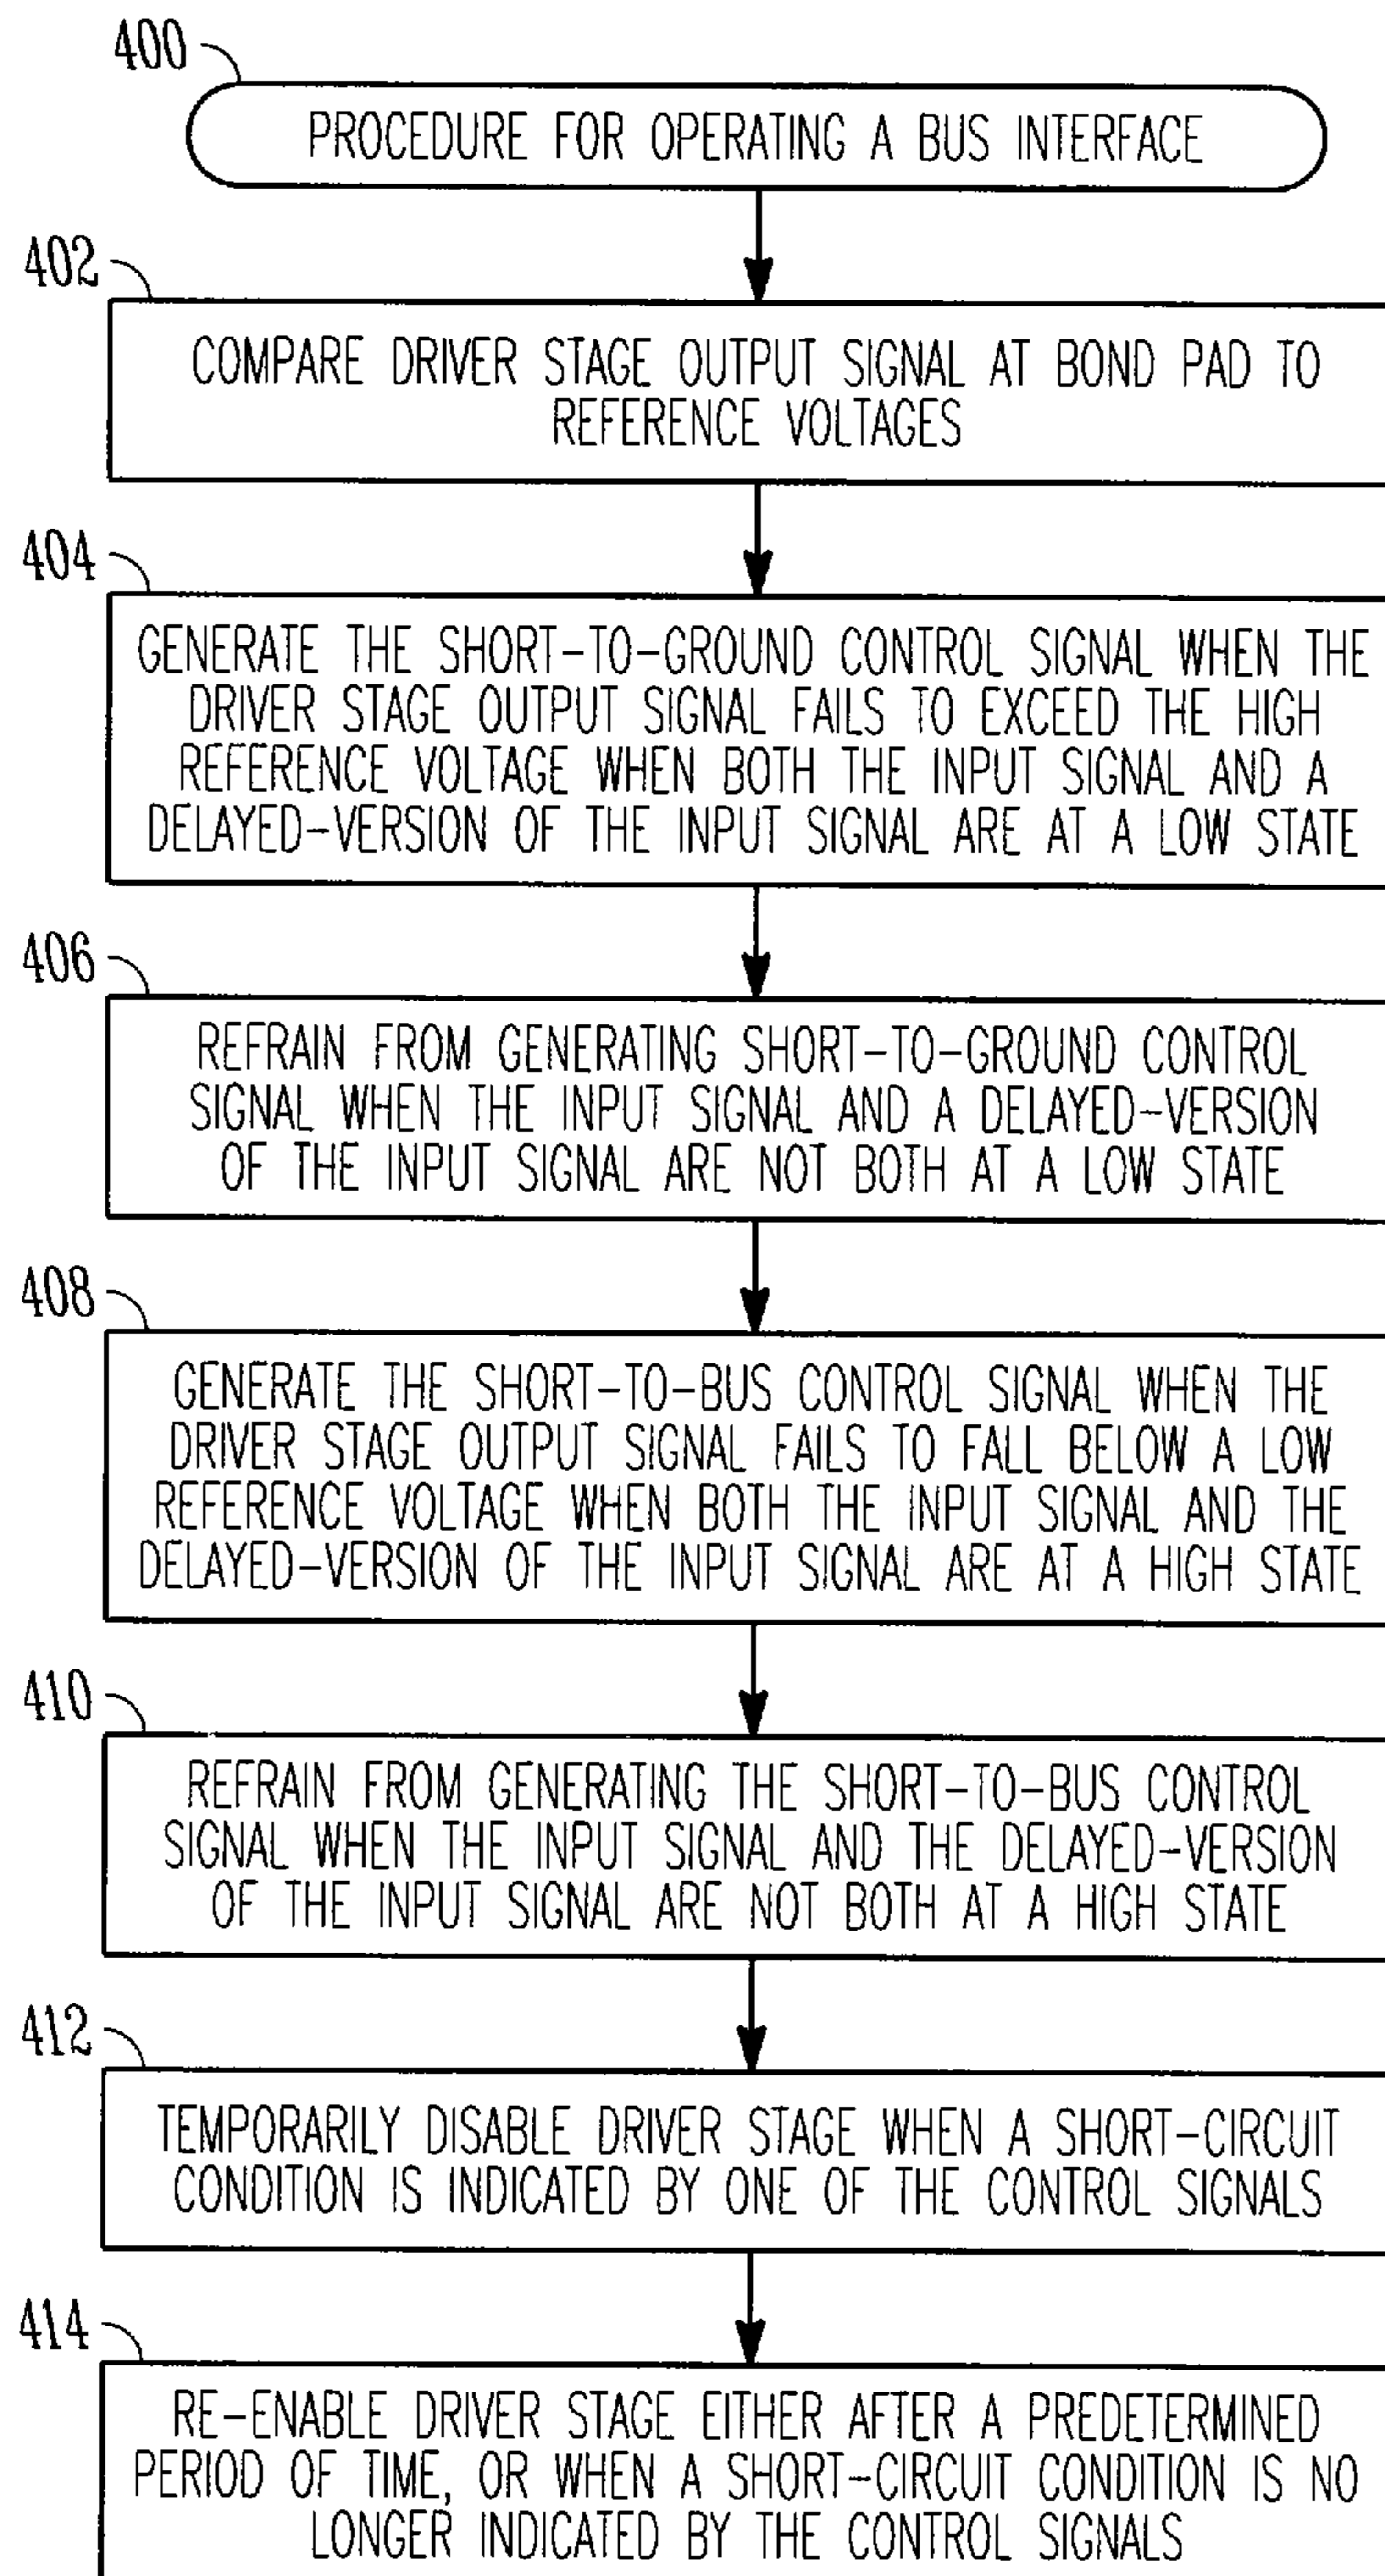 400
PROCEDURE FOR OPERATING A BUS INTERFACE
402
COMPARE DRIVER STAGE OUTPUT SIGNAL AT BOND PAD TO
REFERENCE VOLTAGES
404
GENERATE THE SHORT-TO-GROUND CONTROL SIGNAL WHEN THE
DRIVER STAGE OUTPUT SIGNAL FAILS TO EXCEED THE HIGH
REFERENCE VOLTAGE WHEN BOTH THE INPUT SIGNAL AND A
DELAYED-VERSION OF THE INPUT SIGNAL ARE AT A LOW STATE
406
REFRAIN FROM GENERATING SHORT-TO-GROUND CONTROL
SIGNAL WHEN THE INPUT SIGNAL AND A DELAYED-VERSION
OF THE INPUT SIGNAL ARE NOT BOTH AT A LOW STATE
408
GENERATE THE SHORT-TO-BUS CONTROL SIGNAL WHEN THE
DRIVER STAGE OUTPUT SIGNAL FAILS TO FALL BELOW A LOW
REFERENCE VOLTAGE WHEN BOTH THE INPUT SIGNAL AND THE
DELAYED-VERSION OF THE INPUT SIGNAL ARE AT A HIGH STATE
410
REFRAIN FROM GENERATING THE SHORT-TO-BUS CONTROL
SIGNAL WHEN THE INPUT SIGNAL AND THE DELAYED-VERSION
OF THE INPUT SIGNAL ARE NOT BOTH AT A HIGH STATE
412
TEMPORARILY DISABLE DRIVER STAGE WHEN A SHORT-CIRCUIT
CONDITION IS INDICATED BY ONE OF THE CONTROL SIGNALS
414
RE-ENABLE DRIVER STAGE EITHER AFTER A PREDETERMINED
PERIOD OF TIME, OR WHEN A SHORT-CIRCUIT CONDITION IS NO
LONGER INDICATED BY THE CONTROL SIGNALS